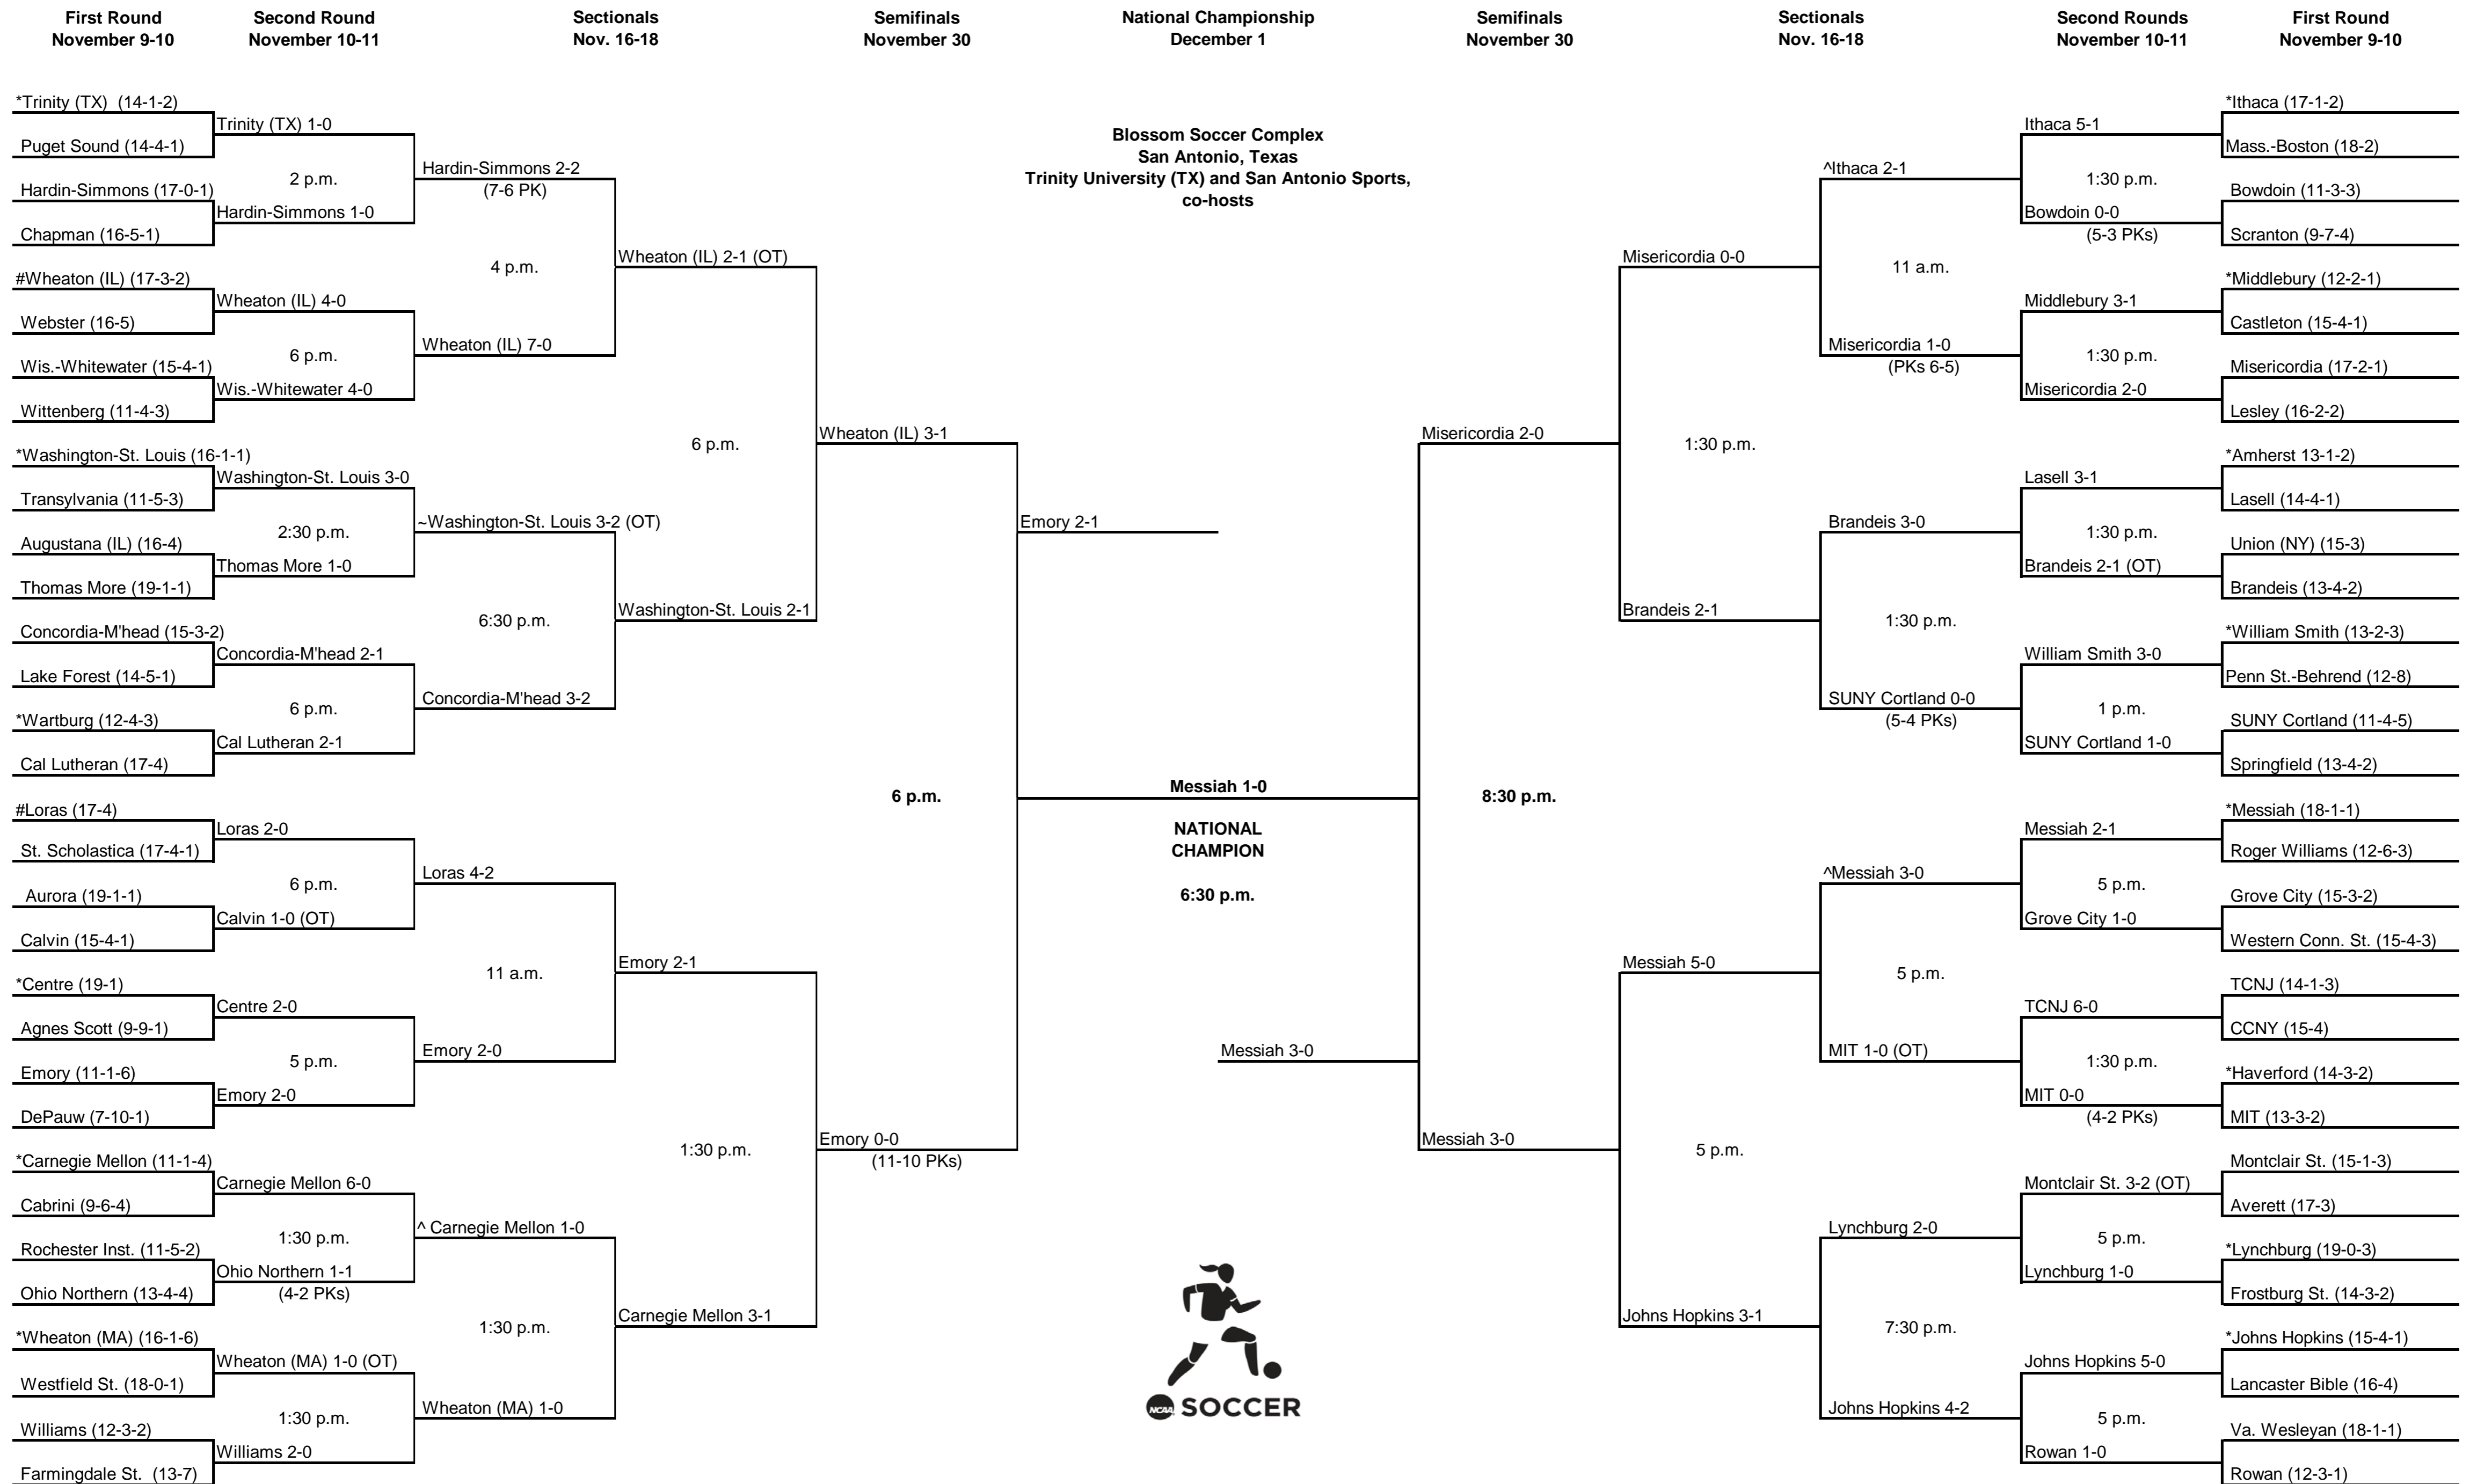 First Round
November 9-10
Second Round
November 10-11
Sectionals
Nov. 16-18
Semifinals
November 30
National Championship
December 1
Semifinals
November 30
Sectionals
Nov. 16-18
Second Rounds
November 10-11
First Round
November 9-10
Blossom Soccer Complex
San Antonio, Texas
Trinity University (TX) and San Antonio Sports,
co-hosts
*Trinity (TX) (14-1-2)
Puget Sound (14-4-1)
Hardin-Simmons (17-0-1)
Chapman (16-5-1)
#Wheaton (IL) (17-3-2)
Webster (16-5)
Wis.-Whitewater (15-4-1)
Wittenberg (11-4-3)
*Washington-St. Louis (16-1-1)
Transylvania (11-5-3)
Augustana (IL) (16-4)
Thomas More (19-1-1)
Concordia-M'head (15-3-2)
Lake Forest (14-5-1)
*Wartburg (12-4-3)
Cal Lutheran (17-4)
#Loras (17-4)
St. Scholastica (17-4-1)
Aurora (19-1-1)
Calvin (15-4-1)
*Centre (19-1)
Agnes Scott (9-9-1)
Emory (11-1-6)
DePauw (7-10-1)
*Carnegie Mellon (11-1-4)
Cabrini (9-6-4)
Rochester Inst. (11-5-2)
Ohio Northern (13-4-4)
*Wheaton (MA) (16-1-6)
Westfield St. (18-0-1)
Williams (12-3-2)
Farmingdale St. (13-7)
Trinity (TX) 1-0
2 p.m.
Hardin-Simmons 1-0
Wheaton (IL) 4-0
6 p.m.
Wis.-Whitewater 4-0
Washington-St. Louis 3-0
2:30 p.m.
Thomas More 1-0
Concordia-M'head 2-1
6 p.m.
Cal Lutheran 2-1
Loras 2-0
6 p.m.
Calvin 1-0 (OT)
Centre 2-0
5 p.m.
Emory 2-0
Carnegie Mellon 6-0
1:30 p.m.
Ohio Northern 1-1
(4-2 PKs)
Wheaton (MA) 1-0 (OT)
1:30 p.m.
Williams 2-0
Hardin-Simmons 2-2
(7-6 PK)
4 p.m.
Wheaton (IL) 7-0
~Washington-St. Louis 3-2 (OT)
6:30 p.m.
Concordia-M'head 3-2
Loras 4-2
11 a.m.
Emory 2-0
^ Carnegie Mellon 1-0
1:30 p.m.
Wheaton (MA) 1-0
Wheaton (IL) 2-1 (OT)
6 p.m.
Washington-St. Louis 2-1
Emory 2-1
1:30 p.m.
Carnegie Mellon 3-1
Wheaton (IL) 3-1
6 p.m.
Emory 0-0
(11-10 PKs)
Emory 2-1
Messiah 1-0
NATIONAL
CHAMPION
6:30 p.m.
Messiah 3-0
NCAA SOCCER
Misericordia 2-0
8:30 p.m.
Messiah 3-0
Misericordia 0-0
1:30 p.m.
Brandeis 2-1
Messiah 5-0
5 p.m.
Johns Hopkins 3-1
^Ithaca 2-1
11 a.m.
Misericordia 1-0
(PKs 6-5)
Brandeis 3-0
1:30 p.m.
SUNY Cortland 0-0
(5-4 PKs)
^Messiah 3-0
5 p.m.
MIT 1-0 (OT)
Lynchburg 2-0
7:30 p.m.
Johns Hopkins 4-2
Ithaca 5-1
1:30 p.m.
Bowdoin 0-0
(5-3 PKs)
Middlebury 3-1
1:30 p.m.
Misericordia 2-0
Lasell 3-1
1:30 p.m.
Brandeis 2-1 (OT)
William Smith 3-0
1 p.m.
SUNY Cortland 1-0
Messiah 2-1
5 p.m.
Grove City 1-0
TCNJ 6-0
1:30 p.m.
MIT 0-0
(4-2 PKs)
Montclair St. 3-2 (OT)
5 p.m.
Lynchburg 1-0
Johns Hopkins 5-0
5 p.m.
Rowan 1-0
*Ithaca (17-1-2)
Mass.-Boston (18-2)
Bowdoin (11-3-3)
Scranton (9-7-4)
*Middlebury (12-2-1)
Castleton (15-4-1)
Misericordia (17-2-1)
Lesley (16-2-2)
*Amherst 13-1-2)
Lasell (14-4-1)
Union (NY) (15-3)
Brandeis (13-4-2)
*William Smith (13-2-3)
Penn St.-Behrend (12-8)
SUNY Cortland (11-4-5)
Springfield (13-4-2)
*Messiah (18-1-1)
Roger Williams (12-6-3)
Grove City (15-3-2)
Western Conn. St. (15-4-3)
TCNJ (14-1-3)
CCNY (15-4)
*Haverford (14-3-2)
MIT (13-3-2)
Montclair St. (15-1-3)
Averett (17-3)
*Lynchburg (19-0-3)
Frostburg St. (14-3-2)
*Johns Hopkins (15-4-1)
Lancaster Bible (16-4)
Va. Wesleyan (18-1-1)
Rowan (12-3-1)